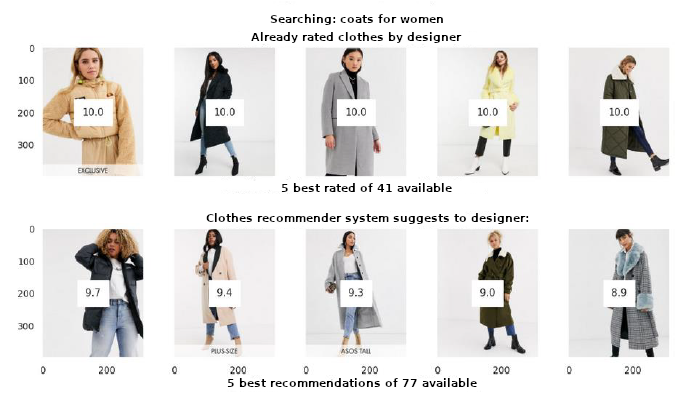 Searching: coats for women
Already rated clothes by designer
0
100
200
300
10.0 10.0 10.0 10.0 10.0
EXCLUSIVE
5 best rated of 41 available
Clothes recommender system suggests to designer:
0
100
200
300
9.7 9.4 9.3 9.0 8.9
PLUS-SIZE ASOS TALL
0 200 0 200 0 200 0 200 0 200
5 best recommendations of 77 available